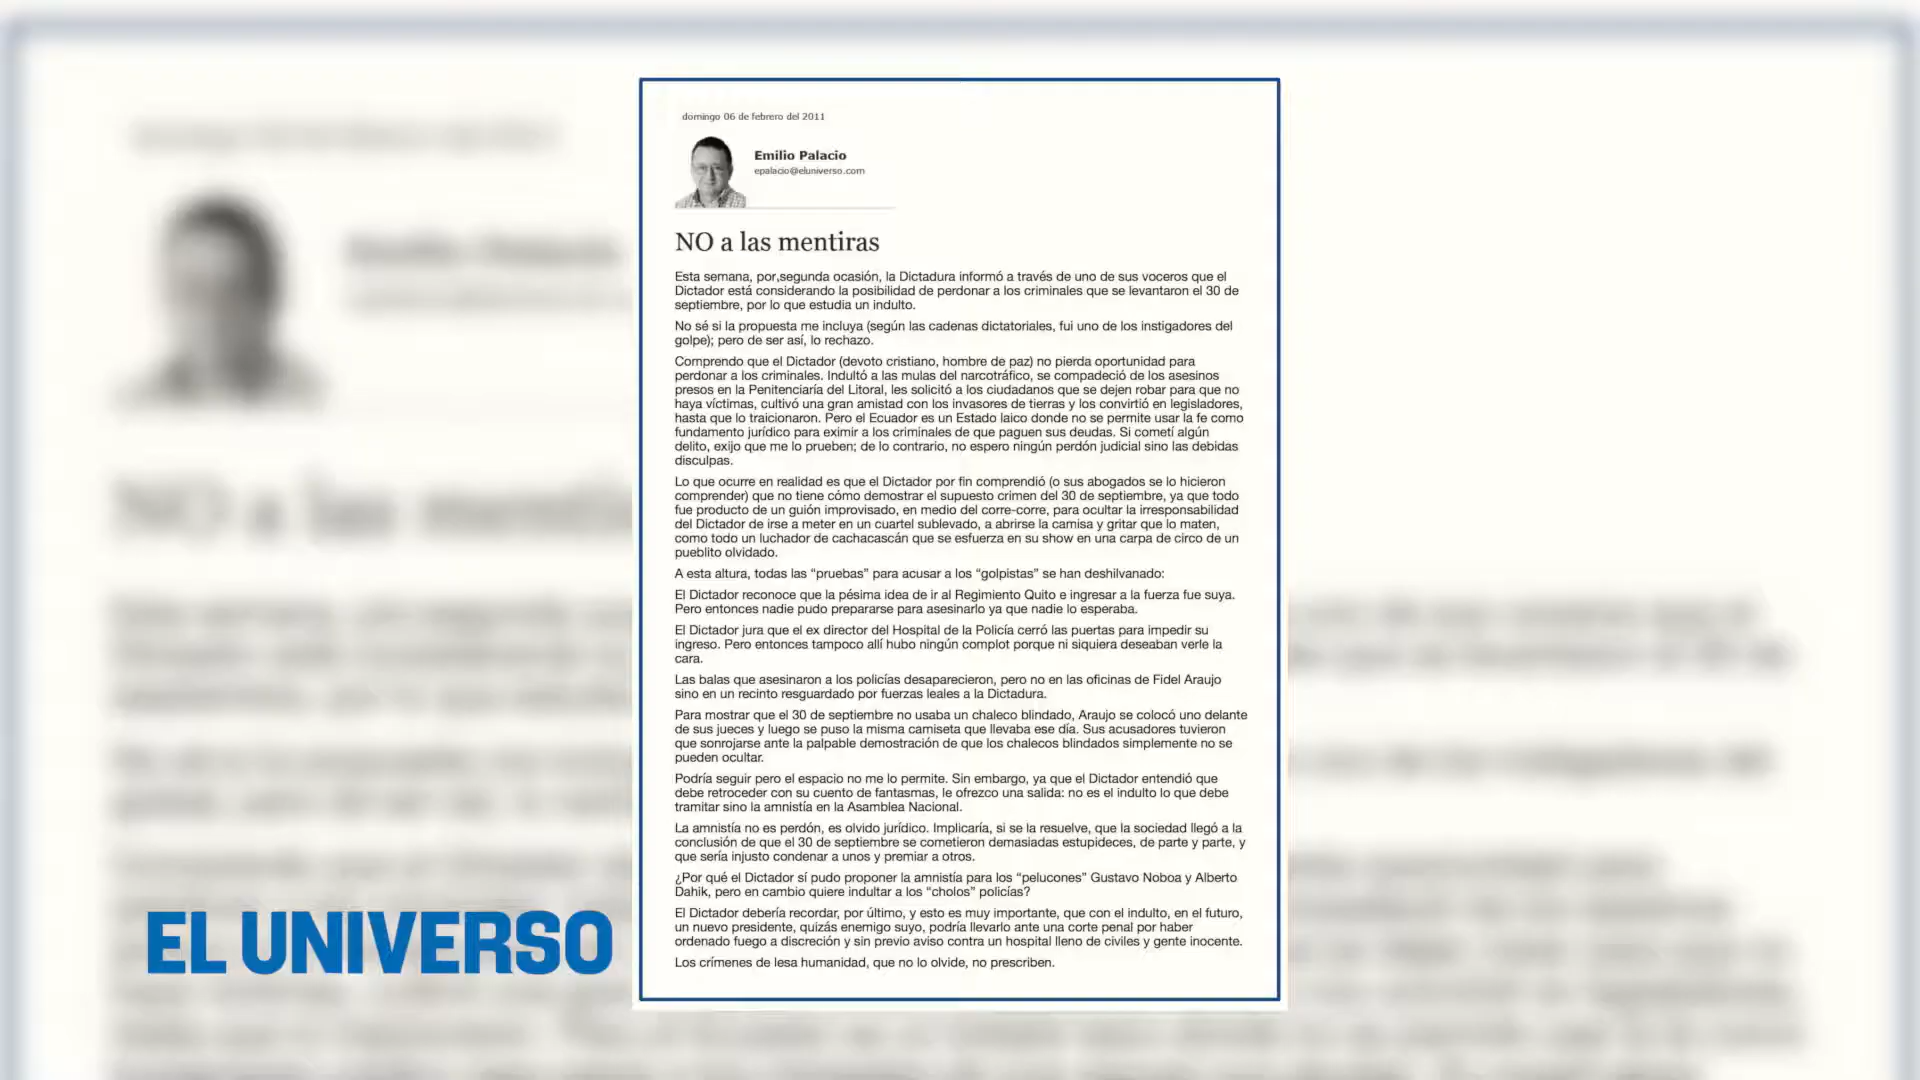 domingo 06 de febrero del 2011
Emilio Palacio
epalacio@eluniverso.com
NO a las mentiras
Esta semana, por,segunda ocasión, la Dictadura informó a través de uno de sus voceros que el
Dictador está considerando la posibilidad de perdonar a los criminales que se levantaron el 30 de
septiembre, por lo que estudia un indulto.
No sé si la propuesta me incluya (según las cadenas dictatoriales, fui uno de los instigadores del
golpe); pero de ser así, lo rechazo.
Comprendo que el Dictador (devoto cristiano, hombre de paz) no pierda oportunidad para
perdonar a los criminales. Indultó a las mulas del narcotráfico, se compadeció de los asesinos
presos en la Penitenciaría del Litoral, les solicitó a los ciudadanos que se dejen robar para que no
haya víctimas, cultivó una gran amistad con los invasores de tierras y los convirtió en legisladores,
hasta que lo traicionaron. Pero el Ecuador es un Estado laico donde no se permite usar la fe como
fundamento jurídico para eximir a los criminales de que paguen sus deudas. Si cometí algún
delito, exijo que me lo prueben; de lo contrario, no espero ningún perdón judicial sino las debidas
disculpas.
Lo que ocurre en realidad es que el Dictador por fin comprendió (o sus abogados se lo hicieron
comprender) que no tiene cómo demostrar el supuesto crimen del 30 de septiembre, ya que todo
fue producto de un guión improvisado, en medio del corre-corre, para ocultar la irresponsabilidad
del Dictador de irse a meter en un cuartel sublevado, a abrirse la camisa y gritar que lo maten,
como todo un luchador de cachacascán que se esfuerza en su show en una carpa de circo de un
pueblito olvidado.
A esta altura, todas las “pruebas” para acusar a los “golpistas” se han deshilvanado:
El Dictador reconoce que la pésima idea de ir al Regimiento Quito e ingresar a la fuerza fue suya.
Pero entonces nadie pudo prepararse para asesinarlo ya que nadie lo esperaba.
El Dictador jura que el ex director del Hospital de la Policía cerró las puertas para impedir su
ingreso. Pero entonces tampoco allí hubo ningún complot porque ni siquiera deseaban verle la
cara.
Las balas que asesinaron a los policías desaparecieron, pero no en las oficinas de Fidel Araujo
sino en un recinto resguardado por fuerzas leales a la Dictadura.
Para mostrar que el 30 de septiembre no usaba un chaleco blindado, Araujo se colocó uno delante
de sus jueces y luego se puso la misma camiseta que llevaba ese día. Sus acusadores tuvieron
que sonrojarse ante la palpable demostración de que los chalecos blindados simplemente no se
pueden ocultar.
Podría seguir pero el espacio no me lo permite. Sin embargo, ya que el Dictador entendió que
debe retroceder con su cuento de fantasmas, le ofrezco una salida: no es el indulto lo que debe
tramitar sino la amnistía en la Asamblea Nacional.
La amnistía no es perdón, es olvido jurídico. Implicaría, si se la resuelve, que la sociedad llegó a la
conclusión de que el 30 de septiembre se cometieron demasiadas estupideces, de parte y parte, y
que sería injusto condenar a unos y premiar a otros.
¿Por qué el Dictador sí pudo proponer la amnistía para los “pelucones” Gustavo Noboa y Alberto
Dahik, pero en cambio quiere indultar a los “cholos” policías?
El Dictador debería recordar, por último, y esto es muy importante, que con el indulto, en el futuro,
un nuevo presidente, quizás enemigo suyo, podría llevarlo ante una corte penal por haber
ordenado fuego a discreción y sin previo aviso contra un hospital lleno de civiles y gente inocente.
Los crímenes de lesa humanidad, que no lo olvide, no prescriben.
EL UNIVERSO